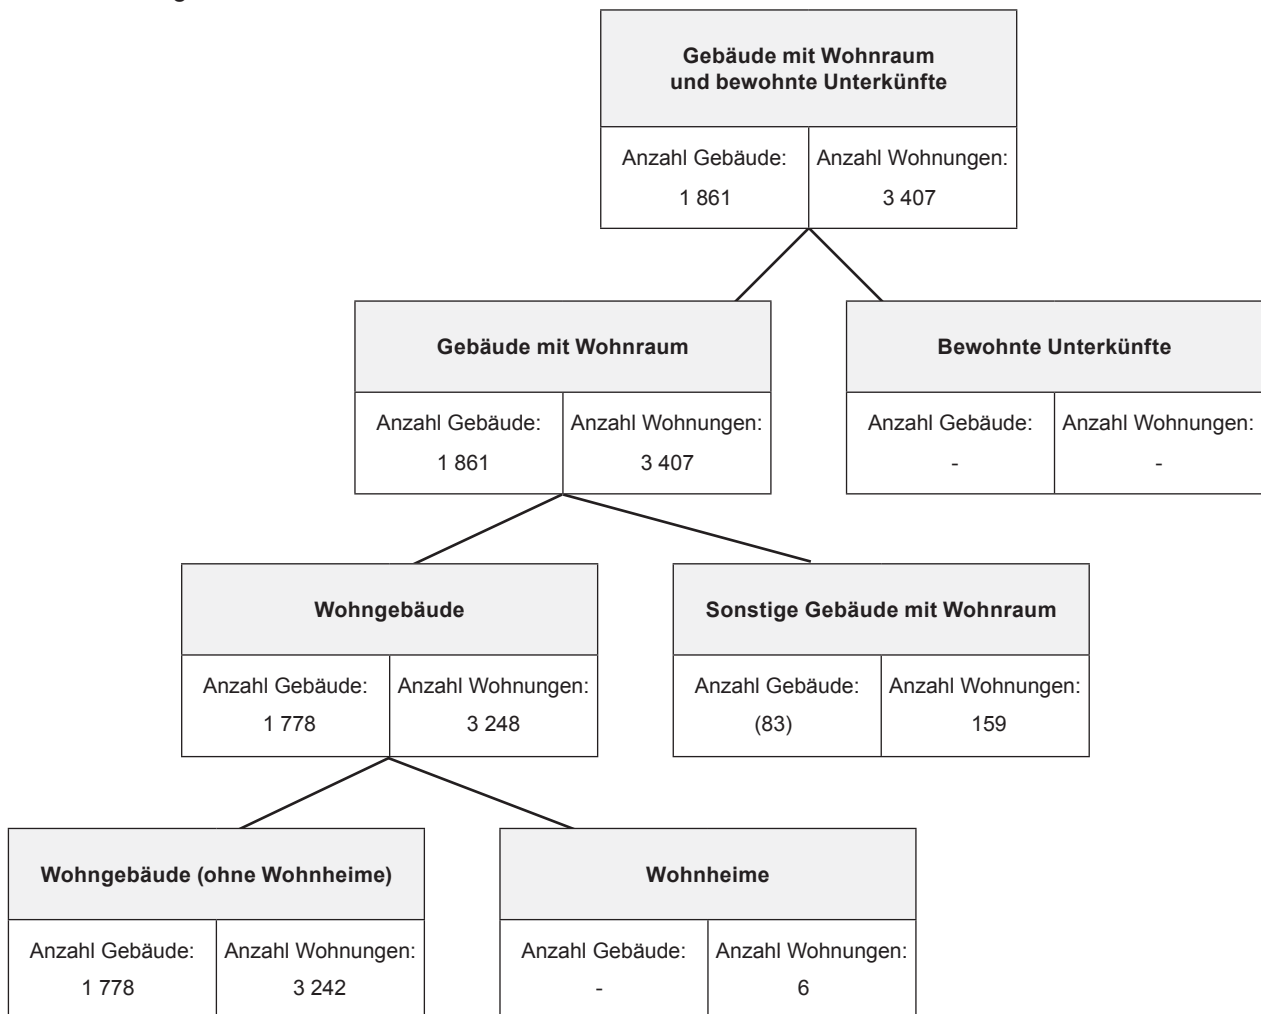 Gebäude mit Wohnraum
und bewohnte Unterkünfte
Anzahl Gebäude: Anzahl Wohnungen:
1 861 3 407
Gebäude mit Wohnraum
Anzahl Gebäude: Anzahl Wohnungen:
1 861 3 407
Bewohnte Unterkünfte
Anzahl Gebäude: Anzahl Wohnungen:
- -
Wohngebäude
Anzahl Gebäude: Anzahl Wohnungen:
1 778 3 248
Sonstige Gebäude mit Wohnraum
Anzahl Gebäude: Anzahl Wohnungen:
(83) 159
Wohngebäude (ohne Wohnheime)
Anzahl Gebäude: Anzahl Wohnungen:
1 778 3 242
Wohnheime
Anzahl Gebäude: Anzahl Wohnungen:
- 6